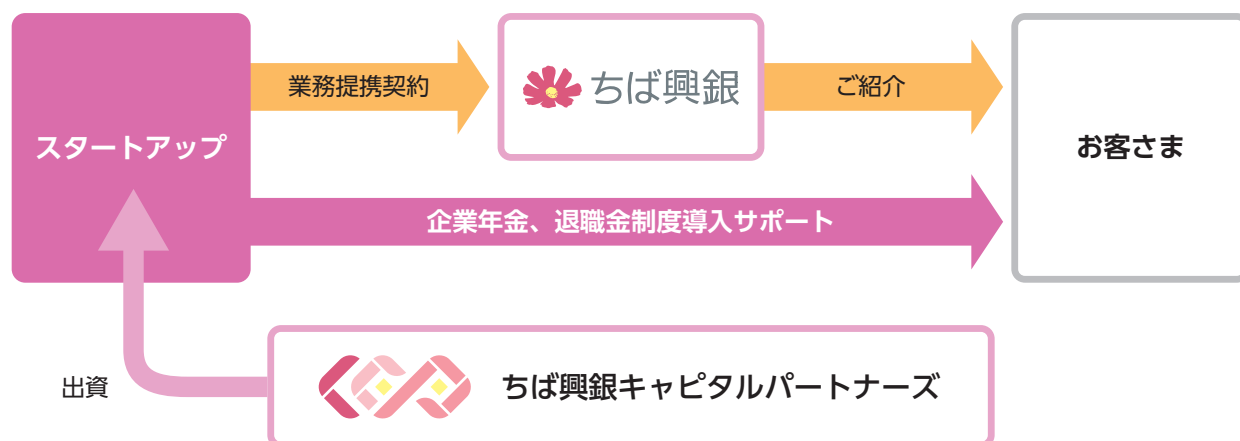 スタートアップ
業務提携契約
ちば興銀
ご紹介
お客さま
企業年金、退職金制度導入サポート
出資
ちば興銀キャピタルパートナーズ